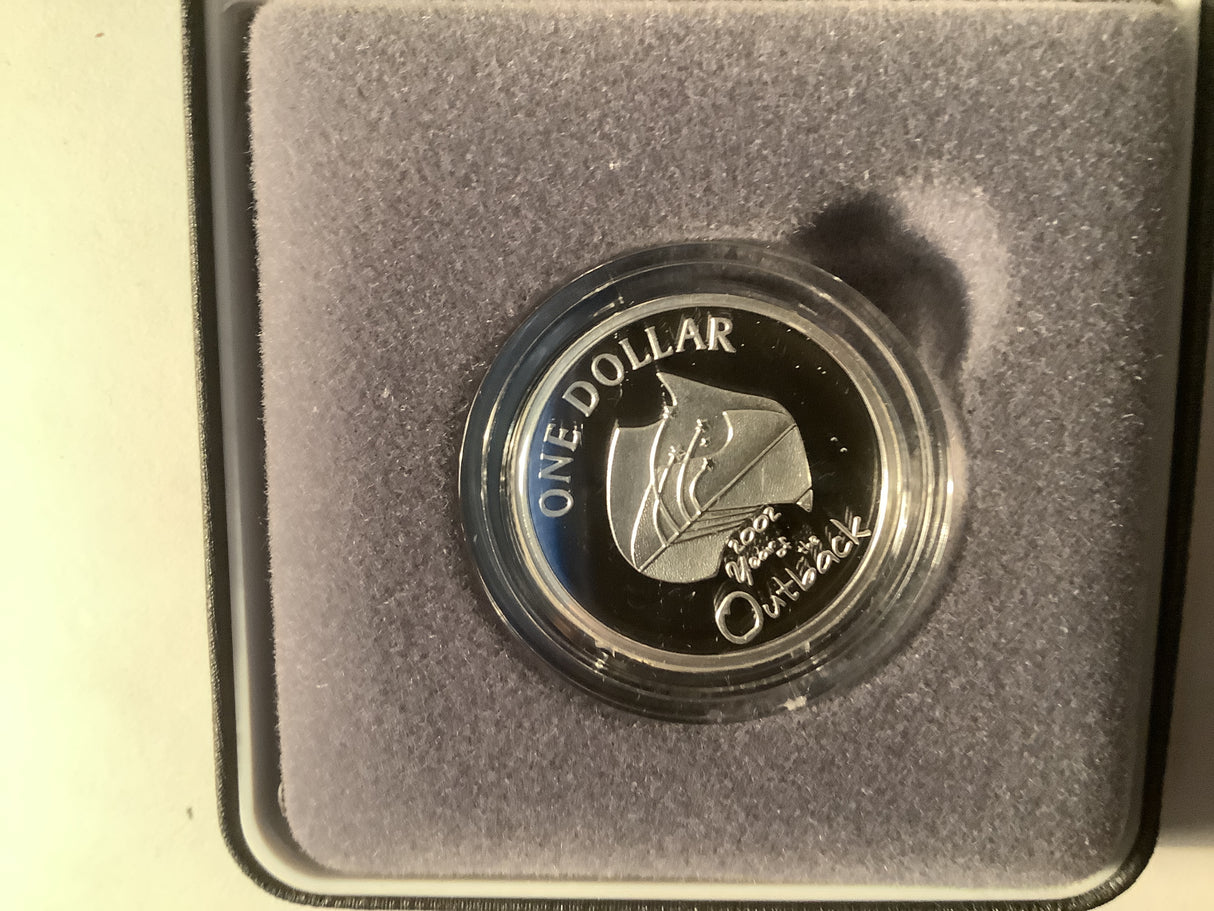 ONE DOLLAR
2002
Year of the
Outback